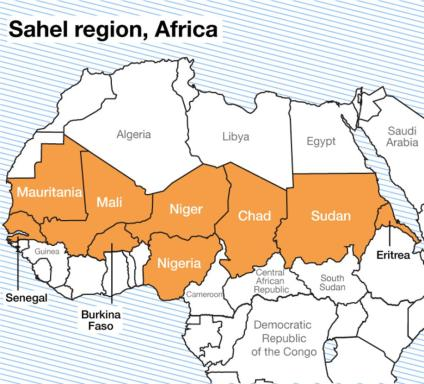 Sahel region, Africa
Algeria
Libya
Egypt
Saudi
Arabia
Mauritania
Mali
Niger
Chad
Sudan
Eritrea
Nigeria
Guinea
Senegal
Burkina
Faso
Cameroon
Central
African
Republic
South
Sudan
Democratic
Republic
of the Congo